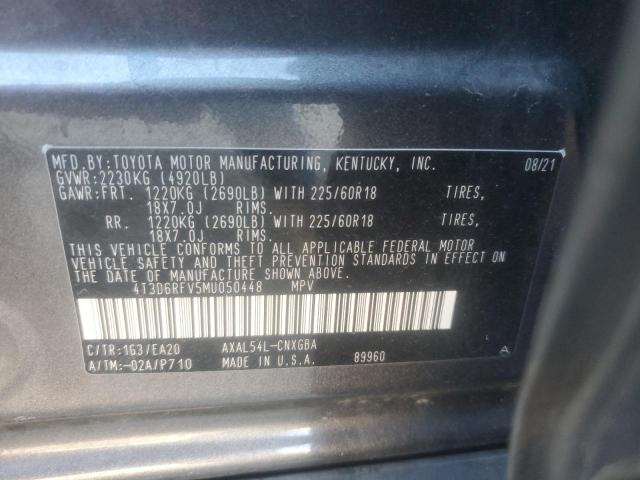 MFD.BY:TOYOTA MOTOR MANUFACTURING, KENTUCKY, INC. 08/21
GVWR:2230KG (4920LB)
GAWR:FRT. 1220KG (2690LB) WITH 225/60R18 TIRES,
18X7.0J RIMS.
RR. 1220KG (2690LB) WITH 225/60R18 TIRES,
18X7.0J RIMS.
THIS VEHICLE CONFORMS TO ALL APPLICABLE FEDERAL MOTOR
VEHICLE SAFETY AND THEFT PREVENTION STANDARDS IN EFFECT
ON THE DATE OF MANUFACTURE SHOWN ABOVE.
4T3D6RFV5MU050448 MPV
C/TR:1G3/EA20 AXAL54L-CNXGBA A
A/TM:-02A/P710 MADE IN U.S.A. 89960